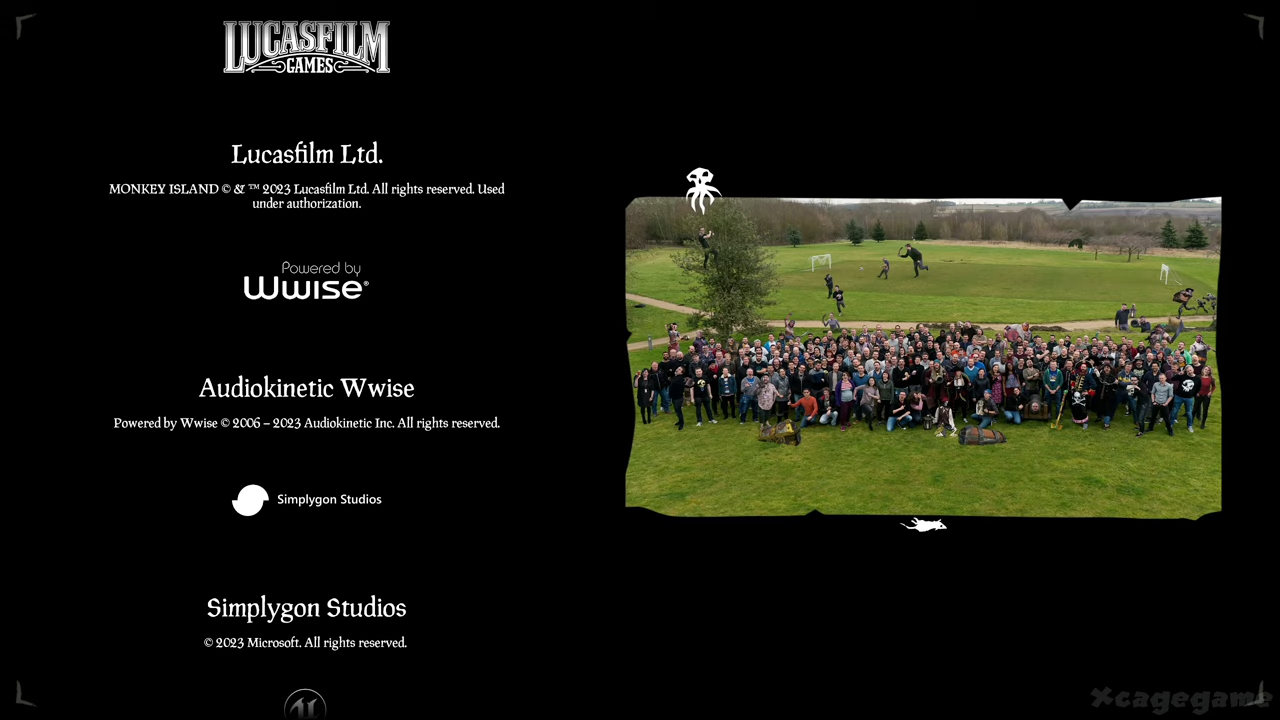 LUCASFILM
GAMES
Lucasfilm Ltd.
MONKEY ISLAND © & ™ 2023 Lucasfilm Ltd. All rights reserved. Used
under authorization.
Powered by
Wwise®
Audiokinetic Wwise
Powered by Wwise © 2006 – 2023 Audiokinetic Inc. All rights reserved.
Simplygon Studios
Simplygon Studios
© 2023 Microsoft. All rights reserved.
Xcagegame